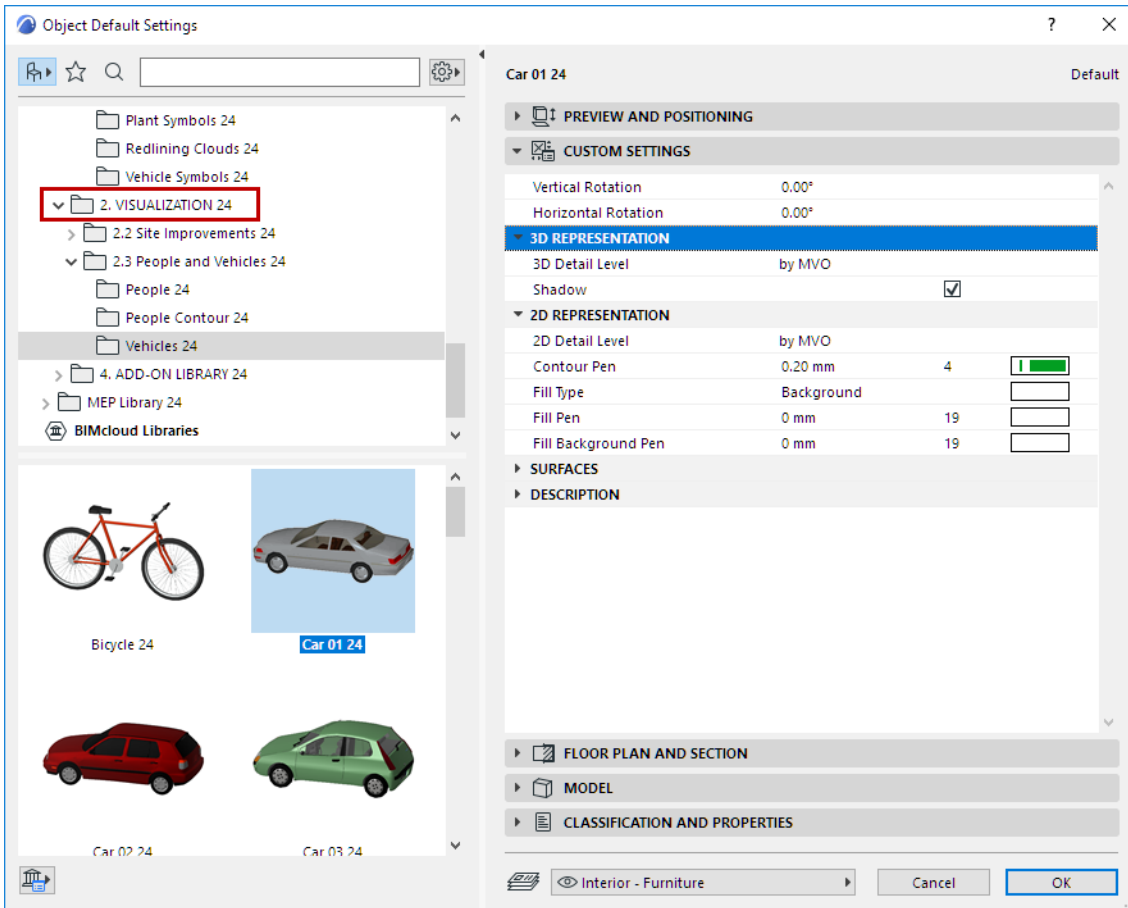 Object Default Settings
?
Plant Symbols 24
Redlining Clouds 24
Vehicle Symbols 24
2. VISUALIZATION 24
2.2 Site Improvements 24
2.3 People and Vehicles 24
People 24
People Contour 24
Vehicles 24
4. ADD-ON LIBRARY 24
MEP Library 24
BIMcloud Libraries
Bicycle 24
Car 01 24
Car 02 24
Car 03 24
Car 01 24 Default
PREVIEW AND POSITIONING
CUSTOM SETTINGS
Vertical Rotation 0.00°
Horizontal Rotation 0.00°
3D REPRESENTATION
3D Detail Level by MVO
Shadow
2D REPRESENTATION
2D Detail Level by MVO
Contour Pen 0.20 mm 4
Fill Type Background
Fill Pen 0 mm 19
Fill Background Pen 0 mm 19
SURFACES
DESCRIPTION
FLOOR PLAN AND SECTION
MODEL
CLASSIFICATION AND PROPERTIES
Interior - Furniture Cancel OK